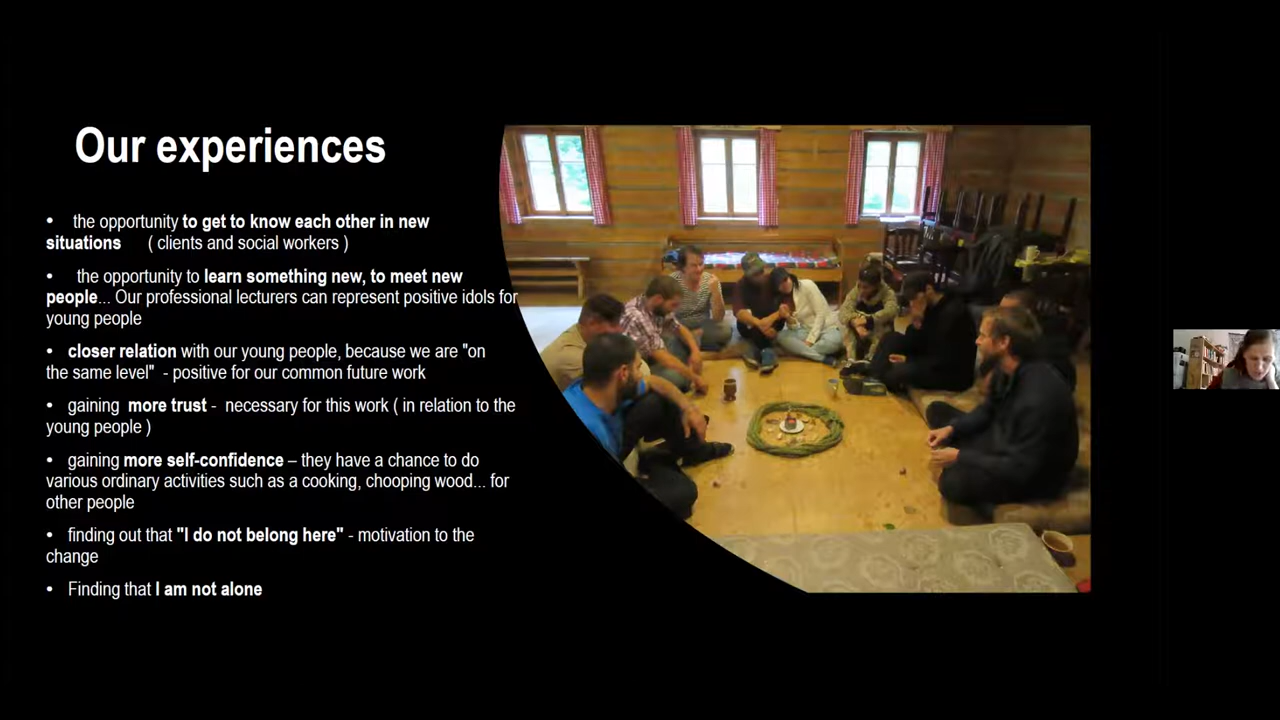 Our experiences
• the opportunity to get to know each other in new
situations ( clients and social workers )
• the opportunity to learn something new, to meet new
people... Our professional lecturers can represent positive idols for
young people
• closer relation with our young people, because we are "on
the same level" - positive for our common future work
• gaining more trust - necessary for this work ( in relation to the
young people )
• gaining more self-confidence – they have a chance to do
various ordinary activities such as a cooking, chooping wood... for
other people
• finding out that "I do not belong here" - motivation to the
change
• Finding that I am not alone